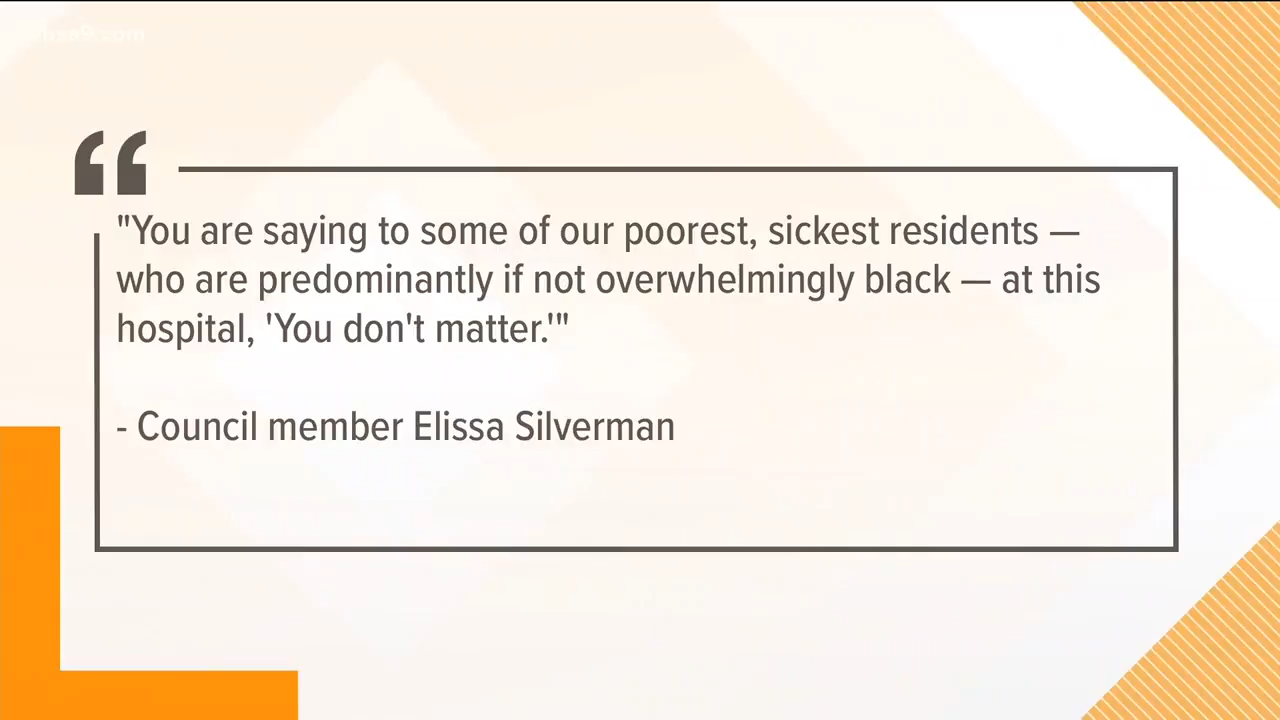 "You are saying to some of our poorest, sickest residents —
who are predominantly if not overwhelmingly black — at this
hospital, 'You don't matter.'"
- Council member Elissa Silverman